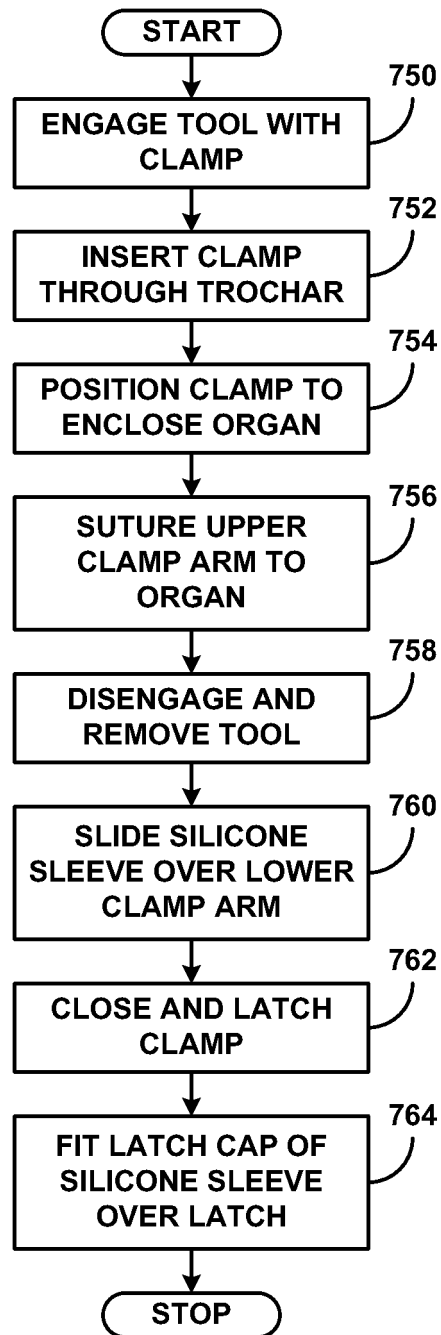 START
750
ENGAGE TOOL WITH
CLAMP
752
INSERT CLAMP
THROUGH TROCHAR
754
POSITION CLAMP TO
ENCLOSE ORGAN
756
SUTURE UPPER
CLAMP ARM TO
ORGAN
758
DISENGAGE AND
REMOVE TOOL
760
SLIDE SILICONE
SLEEVE OVER LOWER
CLAMP ARM
762
CLOSE AND LATCH
CLAMP
764
FIT LATCH CAP OF
SILICONE SLEEVE
OVER LATCH
STOP